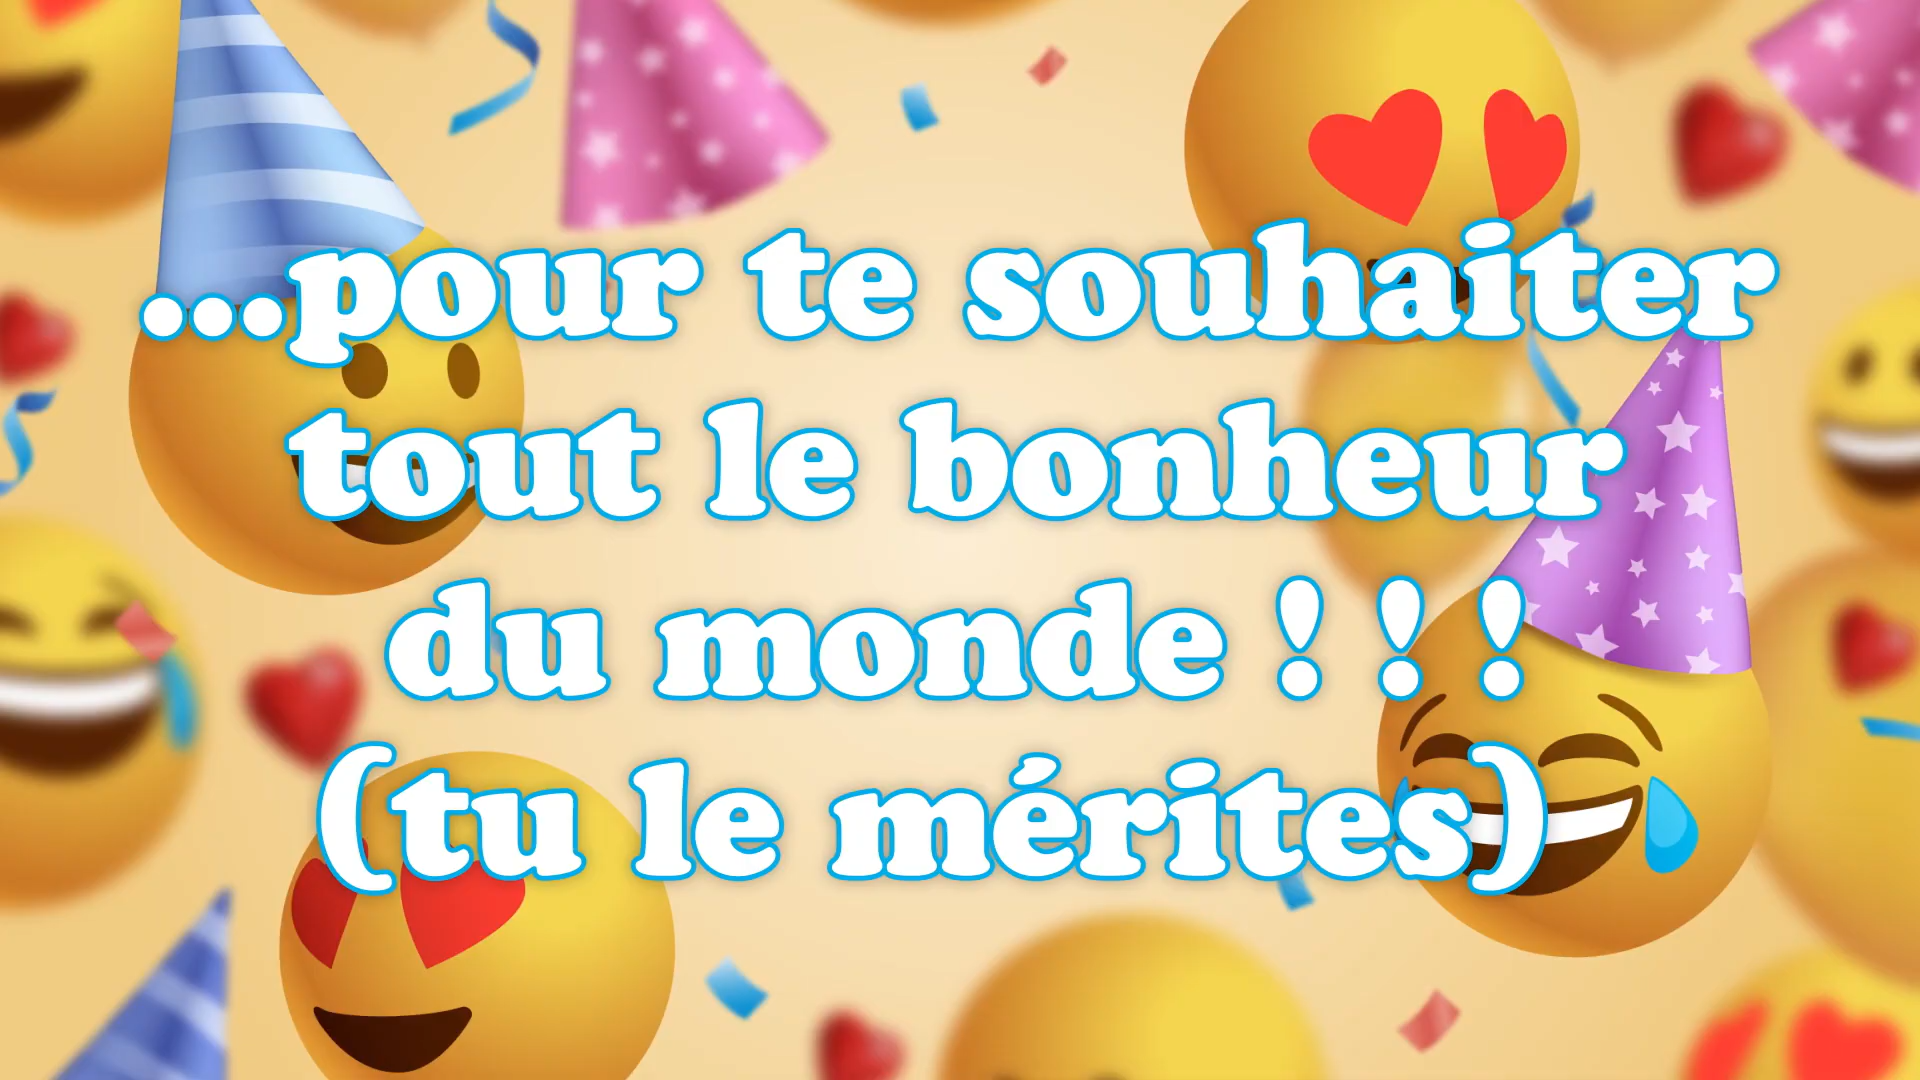 ...pour te souhaiter
tout le bonheur
du monde ! ! !
(tu le mérites)